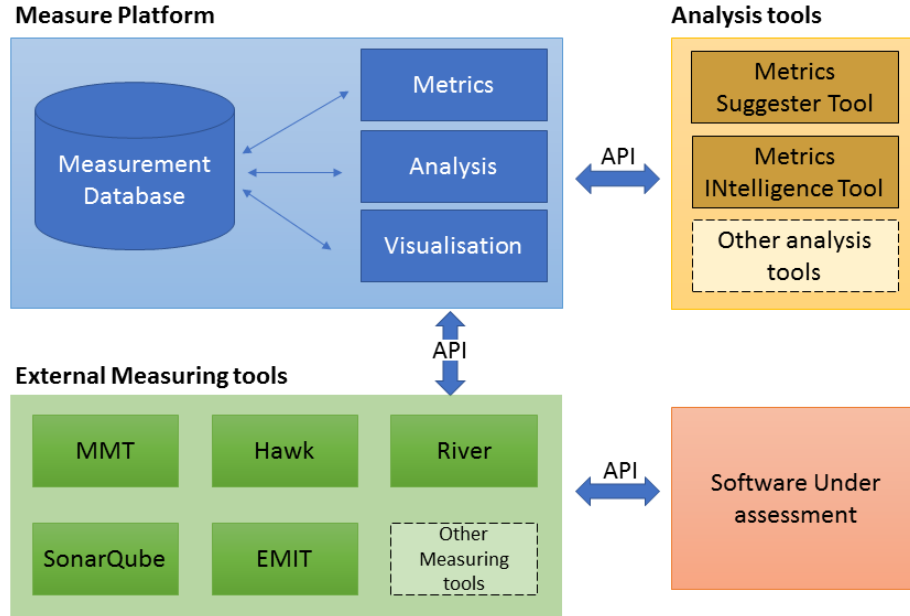 Measure Platform
Measurement
Database
Metrics
Analysis
Visualisation
API
Analysis tools
Metrics
Suggester Tool
Metrics
INtelligence Tool
Other analysis
tools
API
External Measuring tools
MMT
Hawk
River
SonarQube
EMIT
Other
Measuring
tools
API
Software Under
assessment